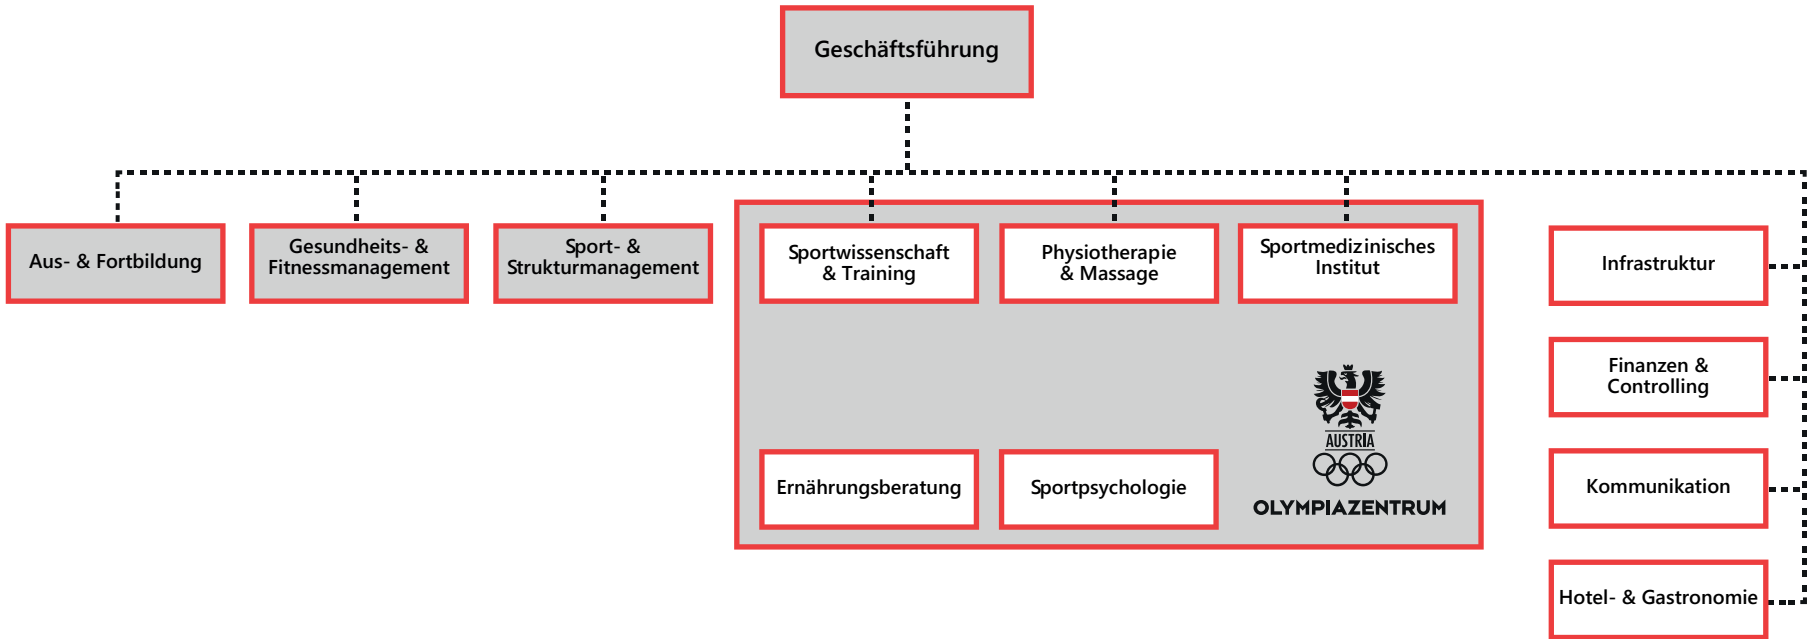 Geschäftsführung
Aus- & Fortbildung
Gesundheits- &
Fitnessmanagement
Sport- &
Strukturmanagement
Sportwissenschaft
& Training
Physiotherapie
& Massage
Sportmedizinisches
Institut
Ernährungsberatung
Sportpsychologie
AUSTRIA
OLYMPIAZENTRUM
Infrastruktur
Finanzen &
Controlling
Kommunikation
Hotel- & Gastronomie